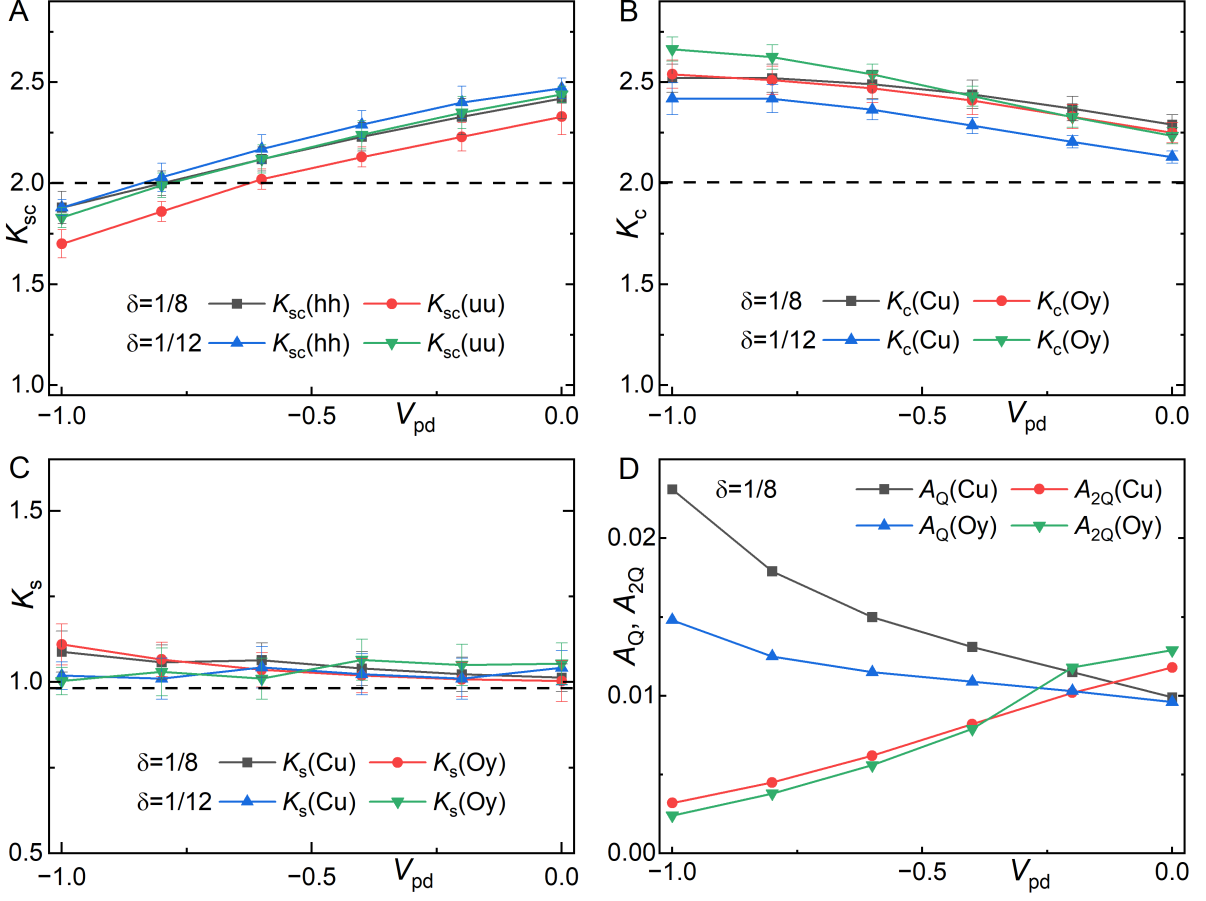 A
2.5
2.0
1.5
1.0
Ksc
δ=1/8 Ksc(hh) Ksc(uu)
δ=1/12 Ksc(hh) Ksc(uu)
−1.0 −0.5 0.0
Vpd
B
2.5
2.0
1.5
1.0
Kc
δ=1/8 Kc(Cu) Kc(Oy)
δ=1/12 Kc(Cu) Kc(Oy)
−1.0 −0.5 0.0
Vpd
C
1.5
1.0
0.5
Ks
δ=1/8 Ks(Cu) Ks(Oy)
δ=1/12 Ks(Cu) Ks(Oy)
−1.0 −0.5 0.0
Vpd
D
δ=1/8 AQ(Cu) A2Q(Cu)
AQ(Oy) A2Q(Oy)
0.02
0.01
0.00
AQ, A2Q
−1.0 −0.5 0.0
Vpd